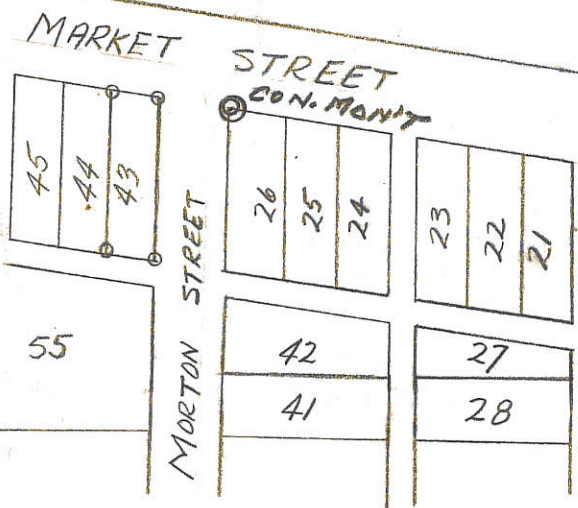 MARKET STREET
CON. MON'T
45 44 43 26 25 24 23 22 21
MORTON STREET
55 42 27
41 28